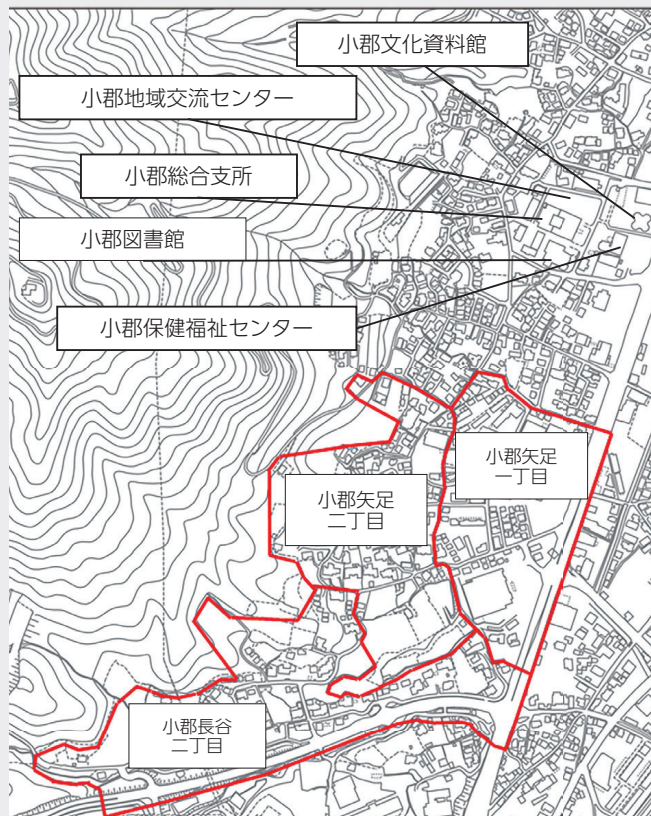 小郡文化資料館
小郡地域交流センター
小郡総合支所
小郡図書館
小郡保健福祉センター
小郡矢足
一丁目
小郡矢足
二丁目
小郡長谷
二丁目